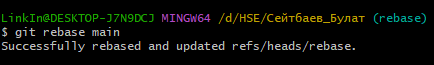 LinkIn@DESKTOP-J7N9DCJ MINGW64 /d/HSE/Сейтбаев_Булат (rebase)
$ git rebase main
Successfully rebased and updated refs/heads/rebase.